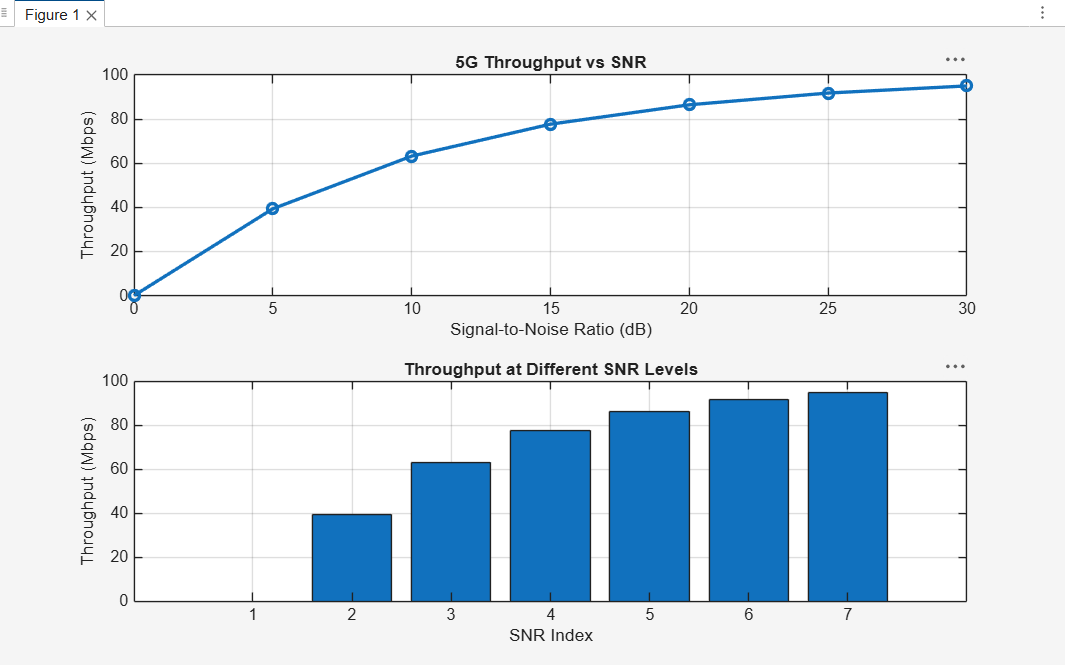 Figure 1
5G Throughput vs SNR
100
80
60
40
20
0
Throughput (Mbps)
0 5 10 15 20 25 30
Signal-to-Noise Ratio (dB)
Throughput at Different SNR Levels
100
80
60
40
20
0
Throughput (Mbps)
1 2 3 4 5 6 7
SNR Index